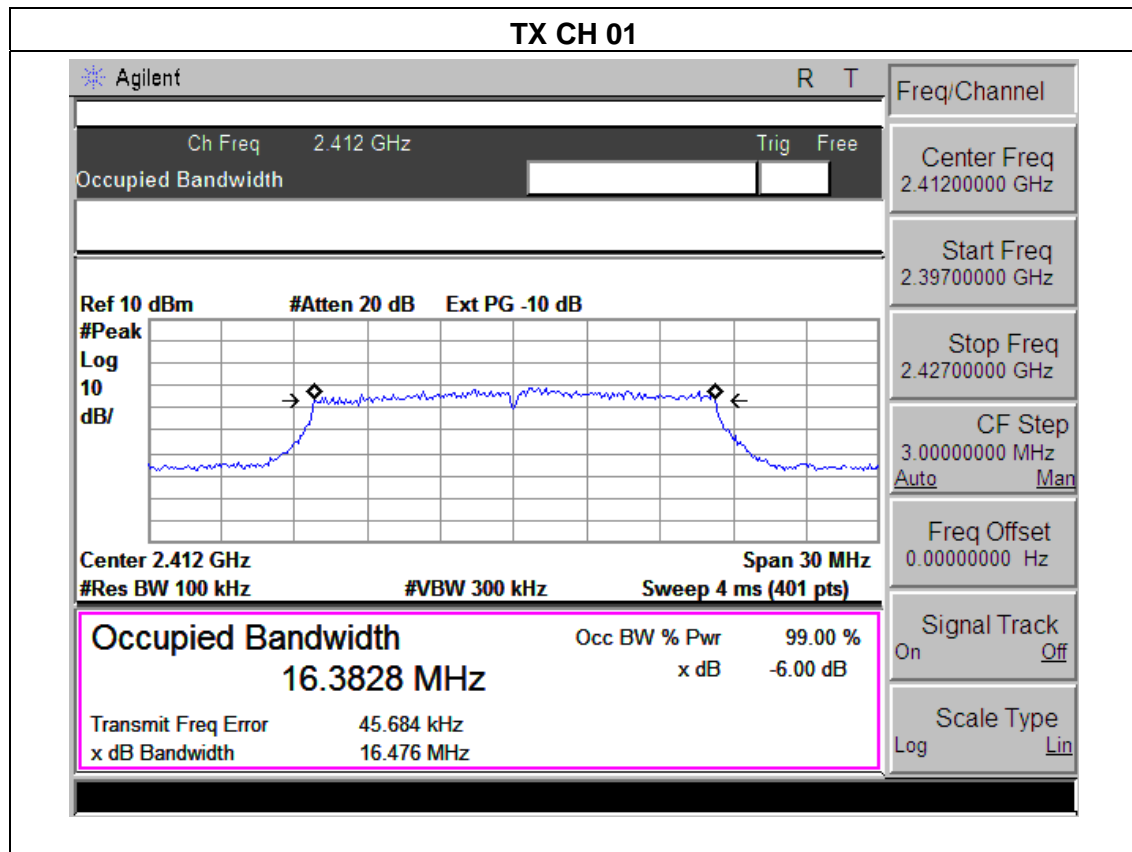 TX CH 01
Agilent R T
Ch Freq 2.412 GHz Trig Free
Occupied Bandwidth
Ref 10 dBm #Atten 20 dB Ext PG -10 dB
#Peak
Log
10
dB/
Center 2.412 GHz Span 30 MHz
#Res BW 100 kHz #VBW 300 kHz Sweep 4 ms (401 pts)
Occupied Bandwidth Occ BW % Pwr 99.00 %
16.3828 MHz x dB -6.00 dB
Transmit Freq Error 45.684 kHz
x dB Bandwidth 16.476 MHz
Freq/Channel
Center Freq
2.41200000 GHz
Start Freq
2.39700000 GHz
Stop Freq
2.42700000 GHz
CF Step
3.00000000 MHz
Auto Man
Freq Offset
0.00000000 Hz
Signal Track
On Off
Scale Type
Log Lin